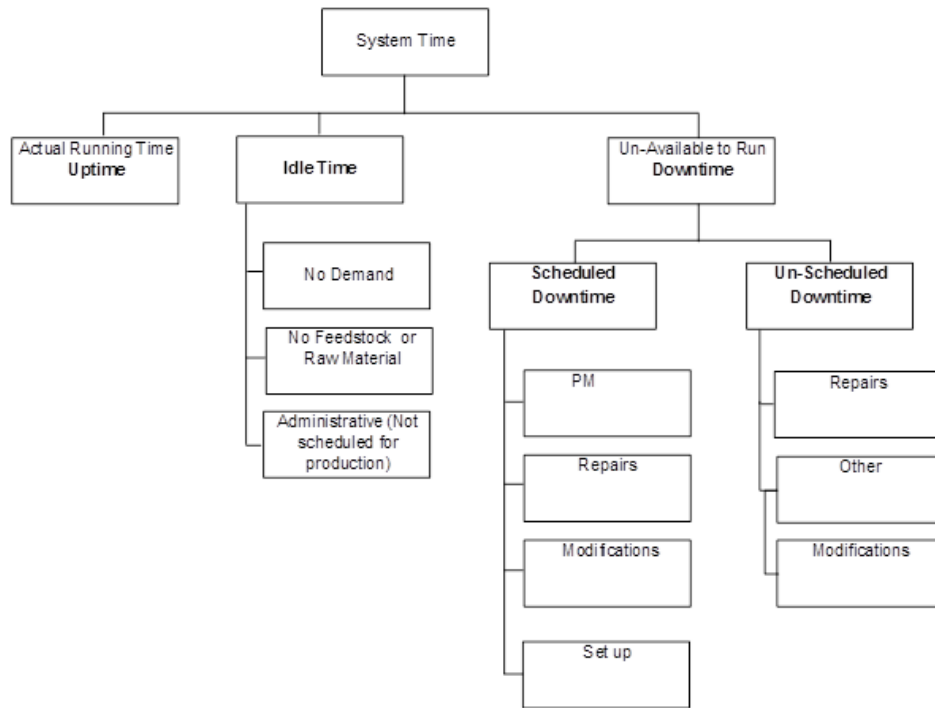 System Time
Actual Running Time
Uptime
Idle Time
Un-Available to Run
Downtime
No Demand
No Feedstock or
Raw Material
Administrative (Not
scheduled for
production)
Scheduled
Downtime
PM
Repairs
Modifications
Set up
Un-Scheduled
Downtime
Repairs
Other
Modifications